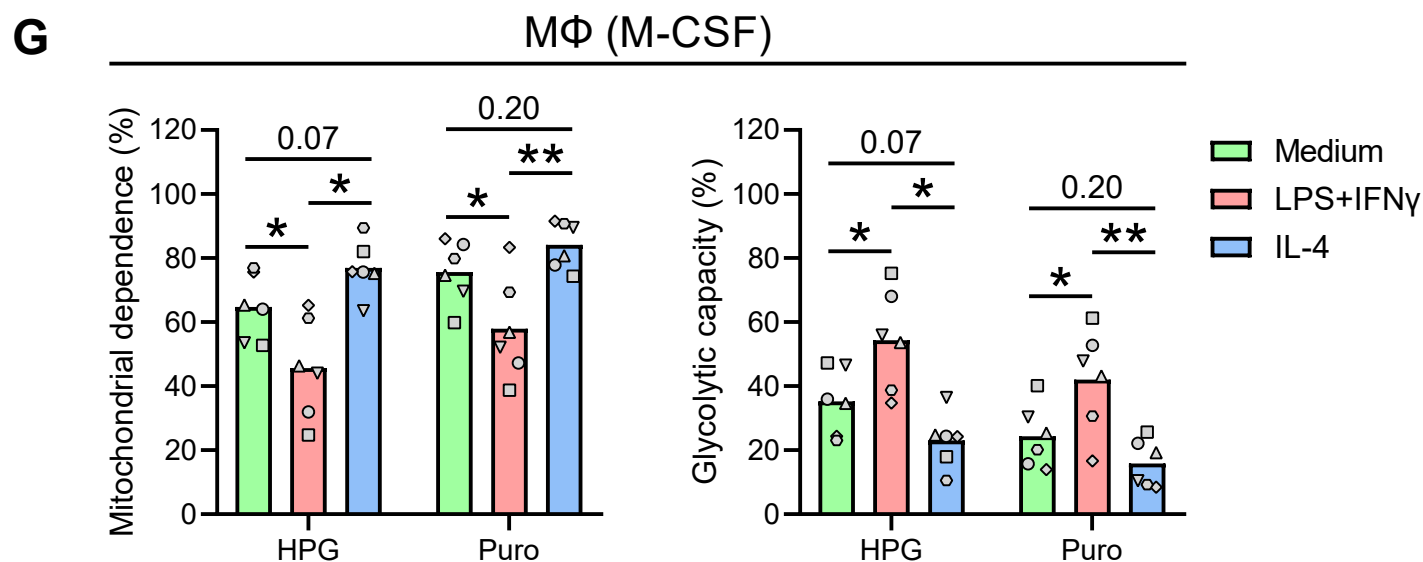 G
MΦ (M-CSF)
Mitochondrial dependence (%)
120
100
80
60
40
20
0
0.07
*
*
0.20
**
*
HPG
Puro
Glycolytic capacity (%)
120
100
80
60
40
20
0
0.07
*
*
0.20
**
*
HPG
Puro
Medium
LPS+IFNγ
IL-4